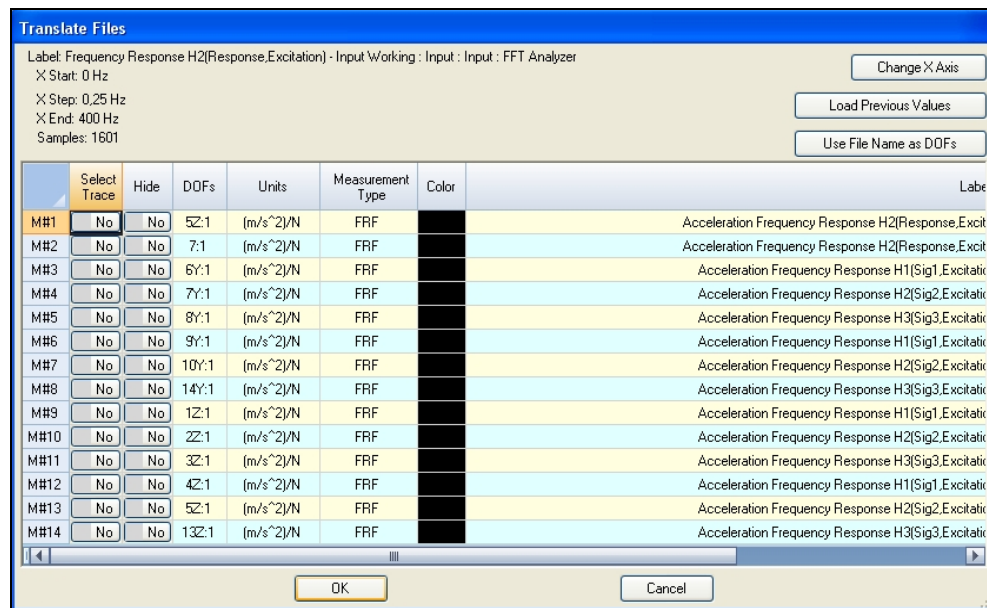 Translate Files
Label: Frequency Response H2(Response,Excitation) - Input Working : Input : Input : FFT Analyzer
X Start: 0 Hz
X Step: 0,25 Hz
X End: 400 Hz
Samples: 1601
Change X Axis
Load Previous Values
Use File Name as DOFs
Select Trace Hide DOFs Units Measurement Type Color Labe
M#1 No No 5Z:1 (m/s^2)/N FRF Acceleration Frequency Response H2(Response,Excit
M#2 No No 7:1 (m/s^2)/N FRF Acceleration Frequency Response H2(Response,Excit
M#3 No No 6Y:1 (m/s^2)/N FRF Acceleration Frequency Response H1(Sig1,Excitatio
M#4 No No 7Y:1 (m/s^2)/N FRF Acceleration Frequency Response H2(Sig2,Excitatio
M#5 No No 8Y:1 (m/s^2)/N FRF Acceleration Frequency Response H3(Sig3,Excitatio
M#6 No No 9Y:1 (m/s^2)/N FRF Acceleration Frequency Response H1(Sig1,Excitatio
M#7 No No 10Y:1 (m/s^2)/N FRF Acceleration Frequency Response H2(Sig2,Excitatio
M#8 No No 14Y:1 (m/s^2)/N FRF Acceleration Frequency Response H3(Sig3,Excitatio
M#9 No No 1Z:1 (m/s^2)/N FRF Acceleration Frequency Response H1(Sig1,Excitatio
M#10 No No 2Z:1 (m/s^2)/N FRF Acceleration Frequency Response H2(Sig2,Excitatio
M#11 No No 3Z:1 (m/s^2)/N FRF Acceleration Frequency Response H3(Sig3,Excitatio
M#12 No No 4Z:1 (m/s^2)/N FRF Acceleration Frequency Response H1(Sig1,Excitatio
M#13 No No 5Z:1 (m/s^2)/N FRF Acceleration Frequency Response H2(Sig2,Excitatio
M#14 No No 13Z:1 (m/s^2)/N FRF Acceleration Frequency Response H3(Sig3,Excitatio
OK Cancel